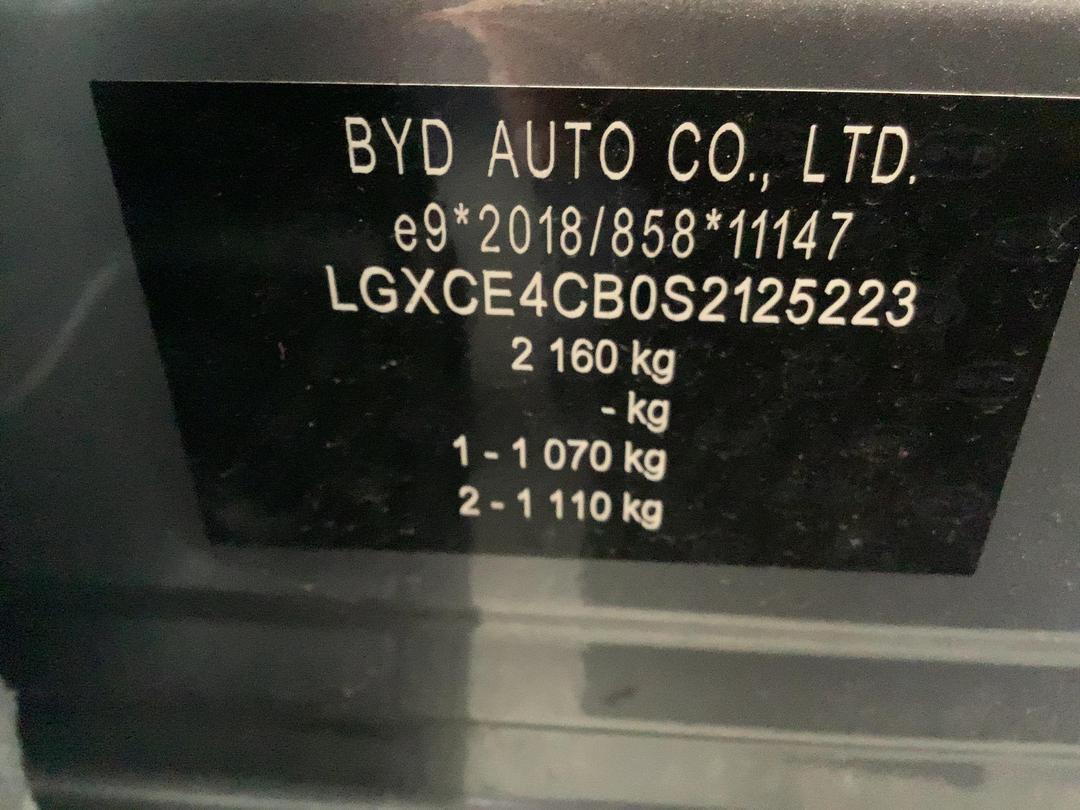 BYD AUTO CO., LTD.
e9*2018/858*11147
LGXCE4CB0S2125223
2 160 kg
- kg
1 - 1 070 kg
2 - 1 110 kg